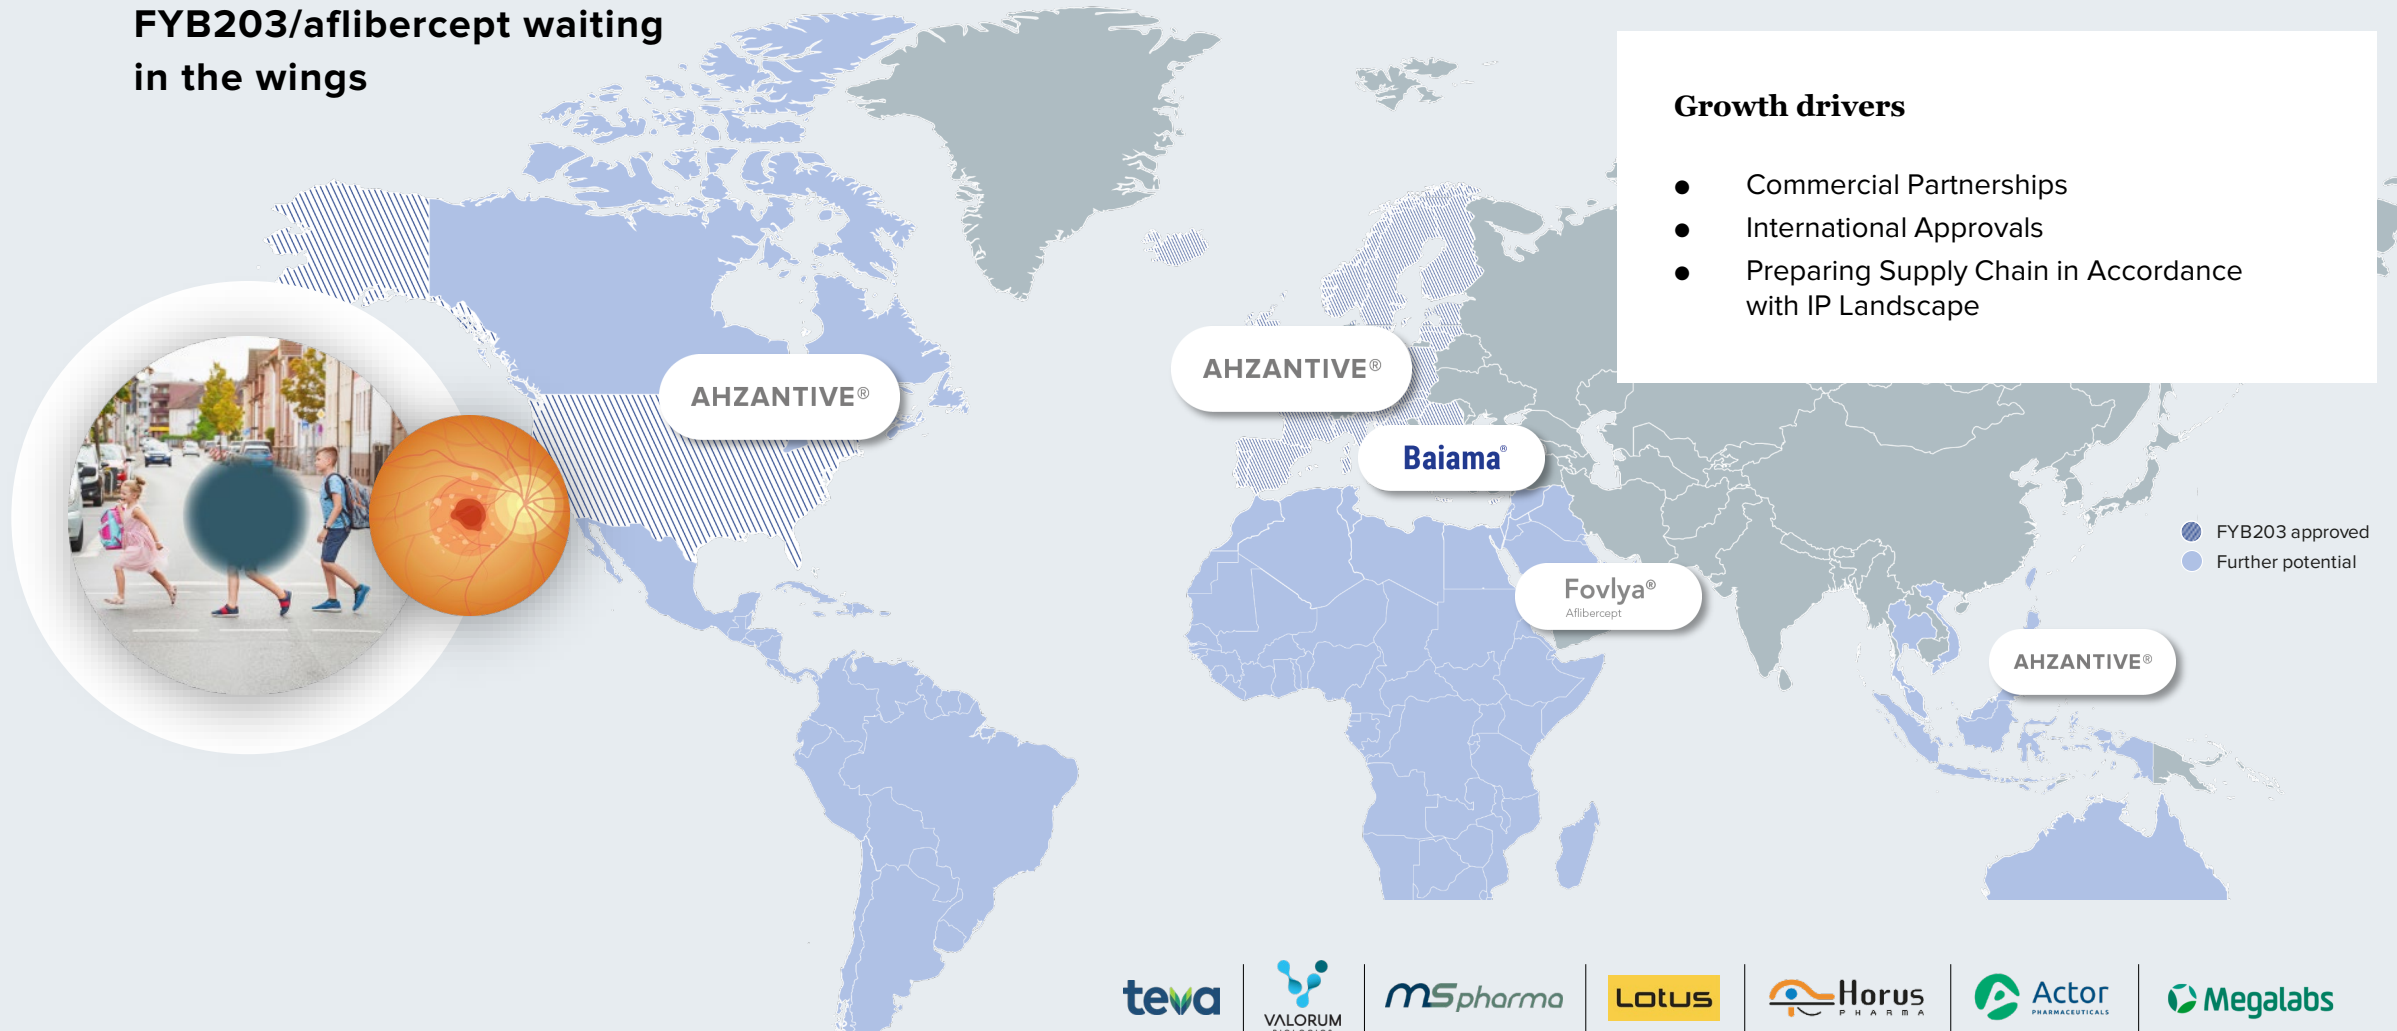 FYB203/aflibercept waiting
in the wings
Growth drivers
● Commercial Partnerships
● International Approvals
● Preparing Supply Chain in Accordance
with IP Landscape
AHZANTIVE®
AHZANTIVE®
Baiama®
Fovlya®
Aflibercept
AHZANTIVE®
FYB203 approved
Further potential
teva
VALORUM
BIOLOGICS
MSpharma
Lotus
Horus
PHARMA
Actor
PHARMACEUTICALS
Megalabs